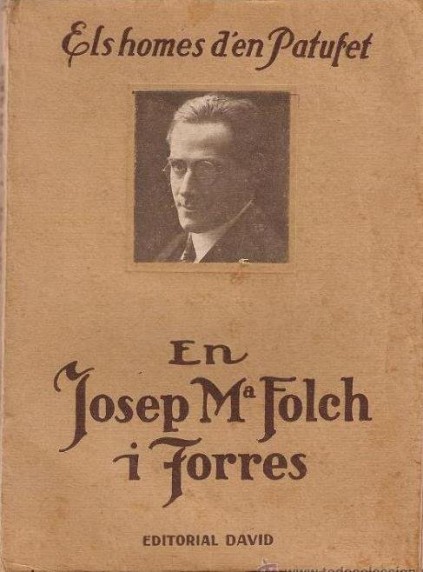 Els homes d'en Patufet
En
Josep Mª Folch
i Torres
EDITORIAL DAVID